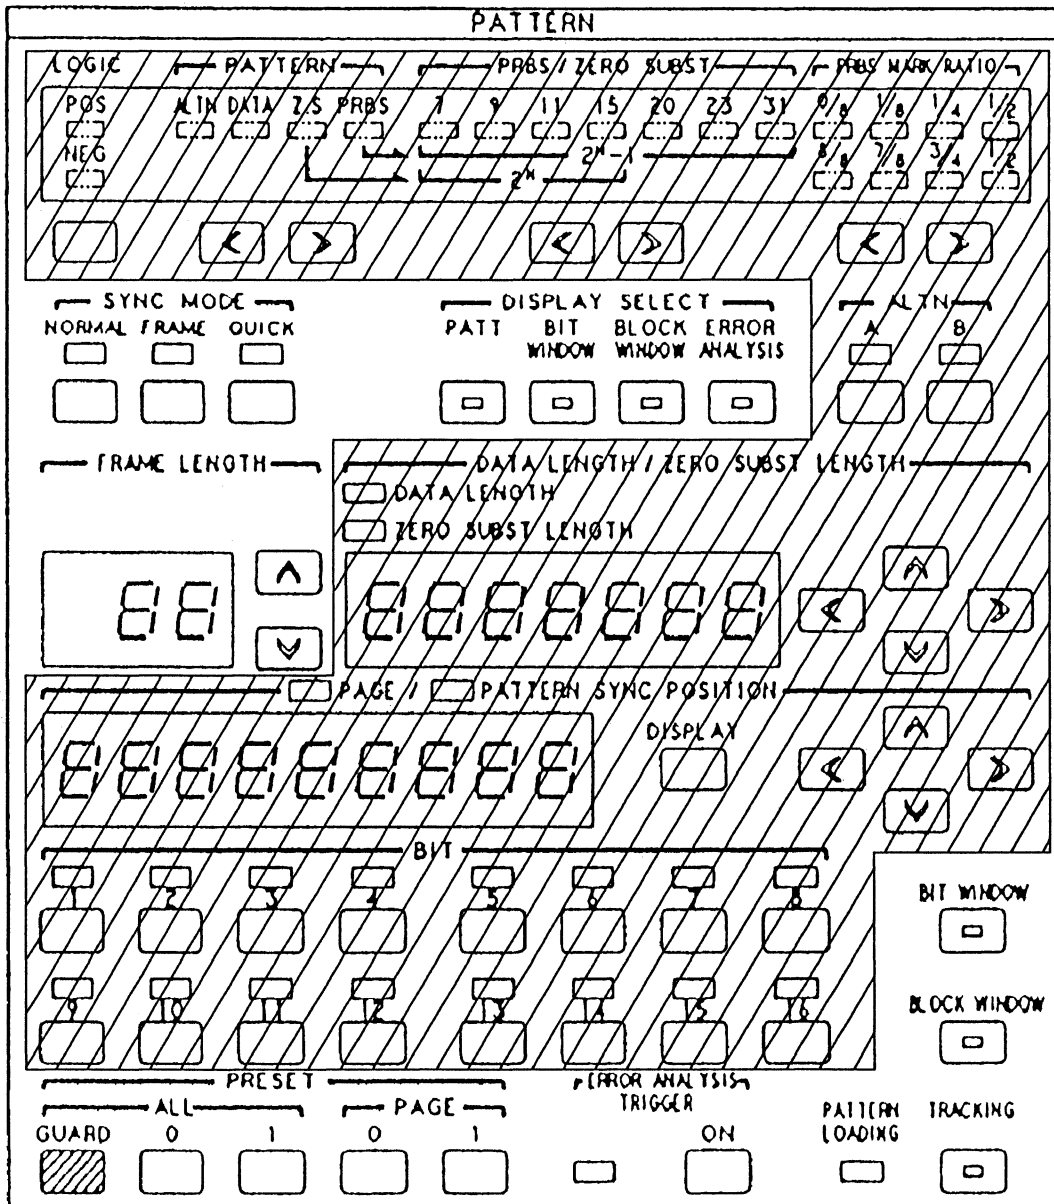 PATTERN
LOGIC PATTERN PRBS / ZERO SUBST PRBS MARK RATIO
POS ALTN DATA Z.S PRBS 7 9 11 15 20 23 31 0/8 1/8 1/4 1/2
NEG 2ᴺ-1 8/8 7/8 3/4 1/2
2ᴺ
< > < > < >
SYNC MODE DISPLAY SELECT ALTN
NORMAL FRAME QUICK PATT BIT WINDOW BLOCK WINDOW ERROR ANALYSIS A B
FRAME LENGTH DATA LENGTH / ZERO SUBST LENGTH
DATA LENGTH
ZERO SUBST LENGTH
PAGE / PATTERN SYNC POSITION
DISPLAY
BIT
1 2 3 4 5 6 7 8
BIT WINDOW
9 10 11 12 13 14 15 16
BLOCK WINDOW
PRESET ERROR ANALYSIS TRIGGER
ALL PAGE
GUARD 0 1 0 1 ON PATTERN LOADING TRACKING